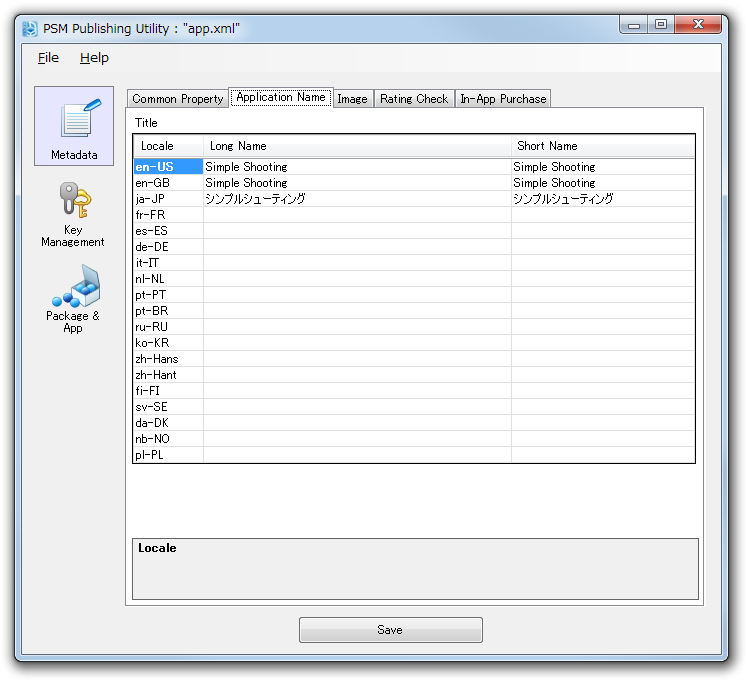 PSM Publishing Utility : "app.xml"
File Help
Common Property Application Name Image Rating Check In-App Purchase
Metadata
Key
Management
Package &
App
Title
Locale Long Name Short Name
en-US Simple Shooting Simple Shooting
en-GB Simple Shooting Simple Shooting
ja-JP シンプルシューティング シンプルシューティング
fr-FR
es-ES
de-DE
it-IT
nl-NL
pt-PT
pt-BR
ru-RU
ko-KR
zh-Hans
zh-Hant
fi-FI
sv-SE
da-DK
nb-NO
pl-PL
Locale
Save